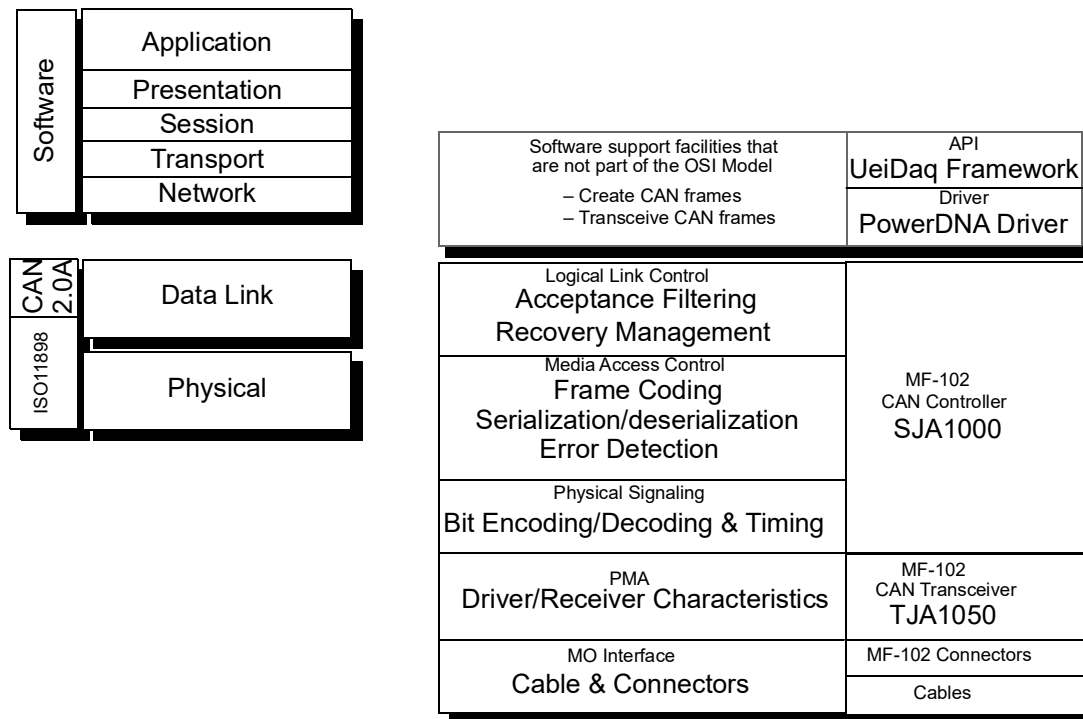 Software
Application
Presentation
Session
Transport
Network
CAN
2.0A
ISO11898
Data Link
Physical
Software support facilities that
are not part of the OSI Model
– Create CAN frames
– Transceive CAN frames
API
UeiDaq Framework
Driver
PowerDNA Driver
Logical Link Control
Acceptance Filtering
Recovery Management
Media Access Control
Frame Coding
Serialization/deserialization
Error Detection
Physical Signaling
Bit Encoding/Decoding & Timing
MF-102
CAN Controller
SJA1000
PMA
Driver/Receiver Characteristics
MF-102
CAN Transceiver
TJA1050
MO Interface
Cable & Connectors
MF-102 Connectors
Cables